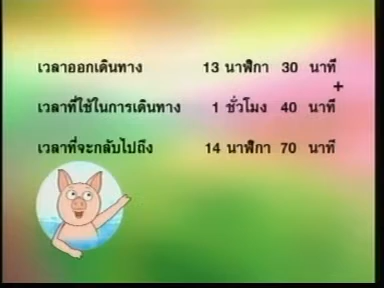 เวลาออกเดินทาง 13 นาฬิกา 30 นาที
+
เวลาที่ใช้ในการเดินทาง 1 ชั่วโมง 40 นาที
เวลาที่จะกลับไปถึง 14 นาฬิกา 70 นาที